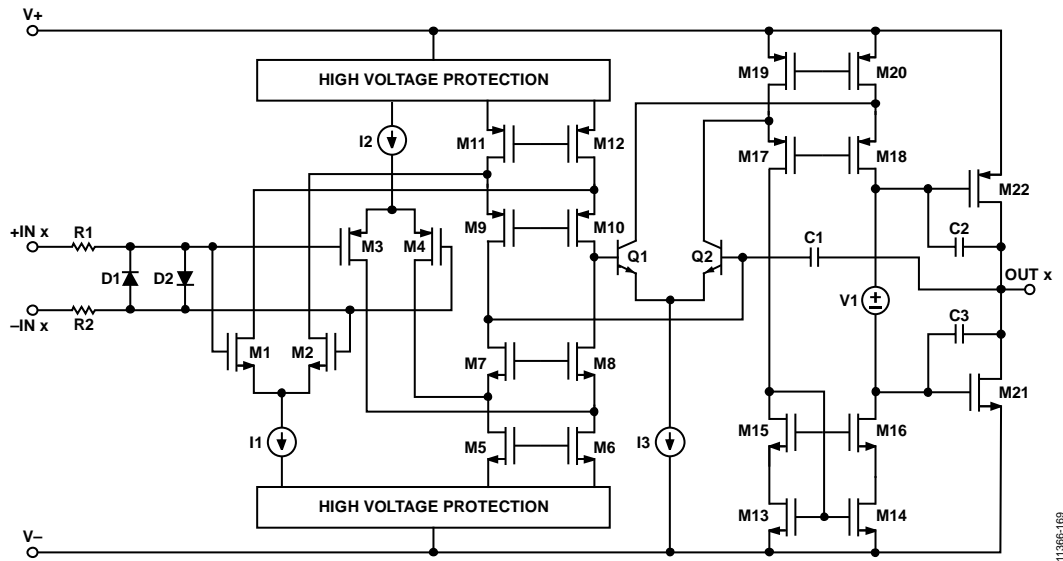 V+
HIGH VOLTAGE PROTECTION
M19
M20
I2
M11
M12
M17
M18
M22
+IN x
R1
M3
M4
M9
M10
C1
C2
D1
D2
Q1
Q2
OUT x
V1
–IN x
R2
C3
M1
M2
M7
M8
M21
I1
M5
M6
I3
M15
M16
HIGH VOLTAGE PROTECTION
M13
M14
V–
11366-169